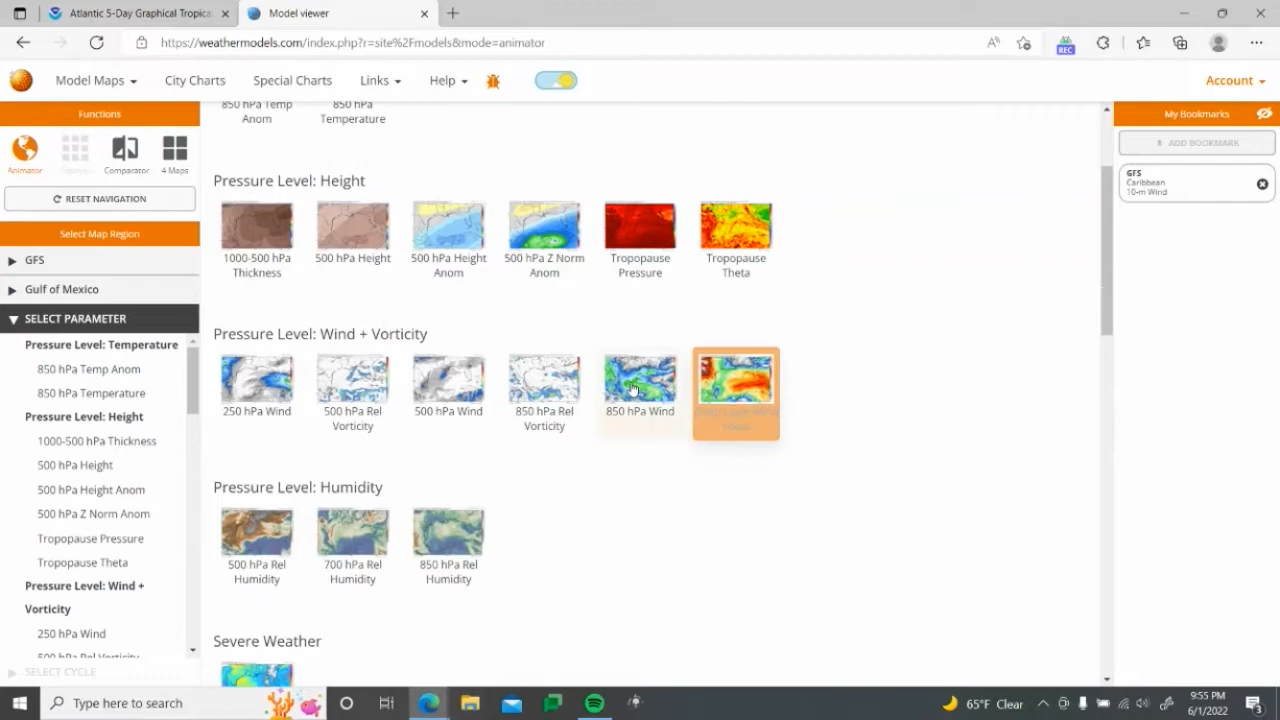 Atlantic 5-Day Graphical Tropica
Model viewer
https://weathermodels.com/index.php?r=site%2Fmodels&mode=animator
REC
Model Maps
City Charts
Special Charts
Links
Help
Account
Functions
Animator
Comparator
4 Maps
RESET NAVIGATION
Select Map Region
GFS
Gulf of Mexico
SELECT PARAMETER
Pressure Level: Temperature
850 hPa Temp Anom
850 hPa Temperature
Pressure Level: Height
1000-500 hPa Thickness
500 hPa Height
500 hPa Height Anom
500 hPa Z Norm Anom
Tropopause Pressure
Tropopause Theta
Pressure Level: Wind +
Vorticity
250 hPa Wind
500 hPa Rel Vorticity
SELECT CYCLE
850 hPa Temp
Anom
850 hPa
Temperature
Pressure Level: Height
1000-500 hPa
Thickness
500 hPa Height
500 hPa Height
Anom
500 hPa Z Norm
Anom
Tropopause
Pressure
Tropopause
Theta
Pressure Level: Wind + Vorticity
250 hPa Wind
500 hPa Rel
Vorticity
500 hPa Wind
850 hPa Rel
Vorticity
850 hPa Wind
Pressure Level: Humidity
500 hPa Rel
Humidity
700 hPa Rel
Humidity
850 hPa Rel
Humidity
Severe Weather
My Bookmarks
ADD BOOKMARK
GFS
Caribbean
10-m Wind
Type here to search
65°F Clear
9:55 PM
6/1/2022
3